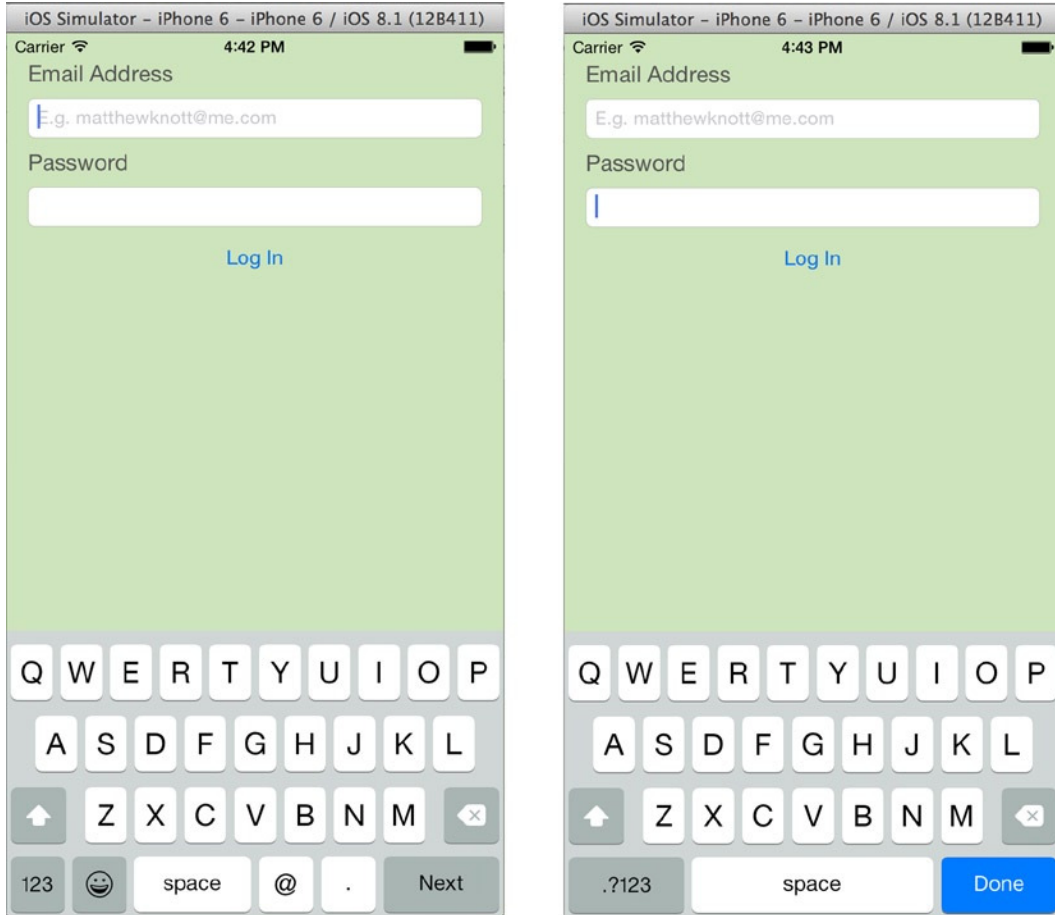 iOS Simulator – iPhone 6 – iPhone 6 / iOS 8.1 (12B411)
Carrier 4:42 PM
Email Address
E.g. matthewknott@me.com
Password
Log In
Q W E R T Y U I O P
A S D F G H J K L
Z X C V B N M
123 space @ . Next
iOS Simulator – iPhone 6 – iPhone 6 / iOS 8.1 (12B411)
Carrier 4:43 PM
Email Address
E.g. matthewknott@me.com
Password
Log In
Q W E R T Y U I O P
A S D F G H J K L
Z X C V B N M
.?123 space Done